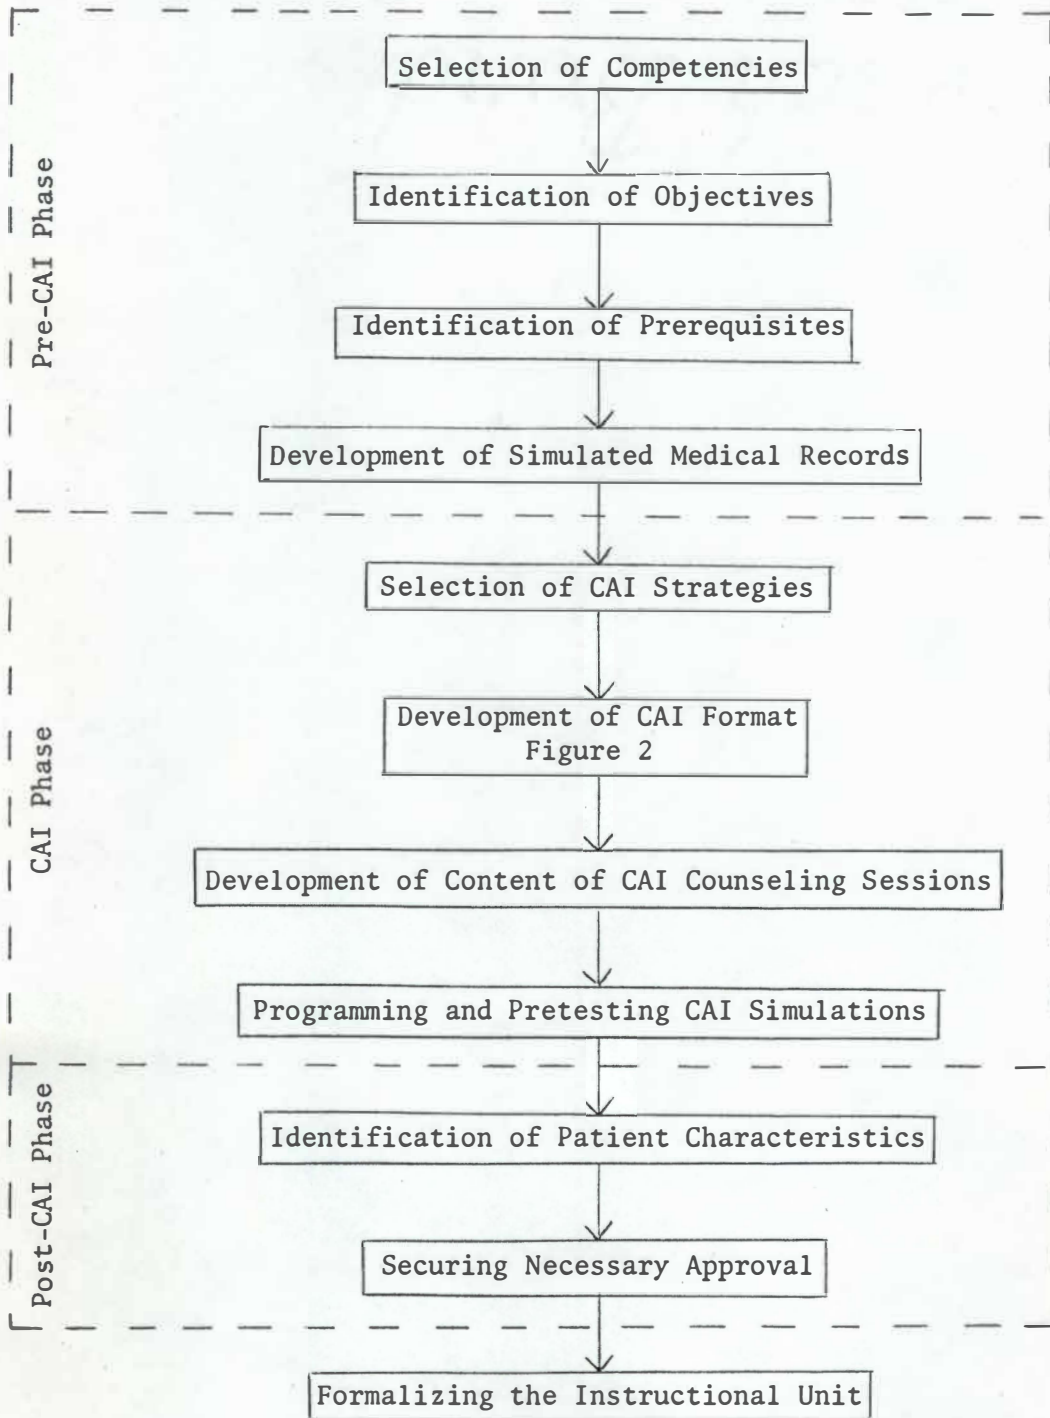 Pre-CAI Phase
Selection of Competencies
Identification of Objectives
Identification of Prerequisites
Development of Simulated Medical Records
CAI Phase
Selection of CAI Strategies
Development of CAI Format
Figure 2
Development of Content of CAI Counseling Sessions
Programming and Pretesting CAI Simulations
Post-CAI Phase
Identification of Patient Characteristics
Securing Necessary Approval
Formalizing the Instructional Unit